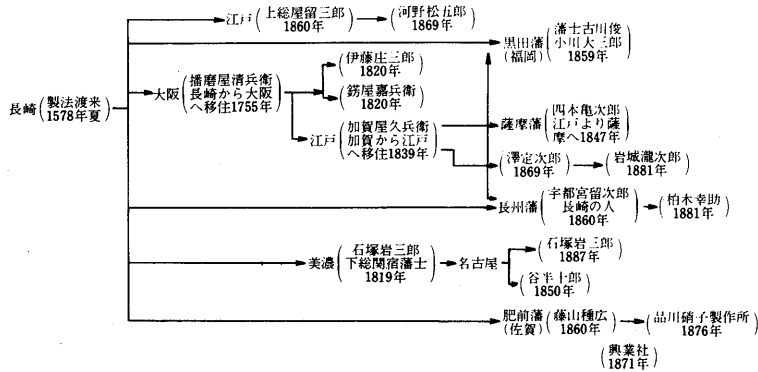 長崎
製法渡米
1578年夏
江戸
上総屋留三郎
1860年
河野松五郎
1869年
黒田藩
(福岡)
藩士古川俊
小川大三郎
1859年
大阪
播磨屋清兵衛
長崎から大阪
へ移住1755年
伊藤庄三郎
1820年
錺屋嘉兵衛
1820年
江戸
加賀屋久兵衛
加賀から江戸
へ移住1839年
薩摩藩
四本亀次郎
江戸より薩
摩へ1847年
澤定次郎
1869年
岩城瀧次郎
1881年
長州藩
宇都宮留次郎
長崎の人
1860年
柏木幸助
1881年
美濃
石塚岩三郎
下総関宿藩士
1819年
名古屋
石塚岩三郎
1887年
谷半十郎
1850年
肥前藩
(佐賀)
藤山種広
1860年
品川硝子製作所
1876年
興業社
1871年